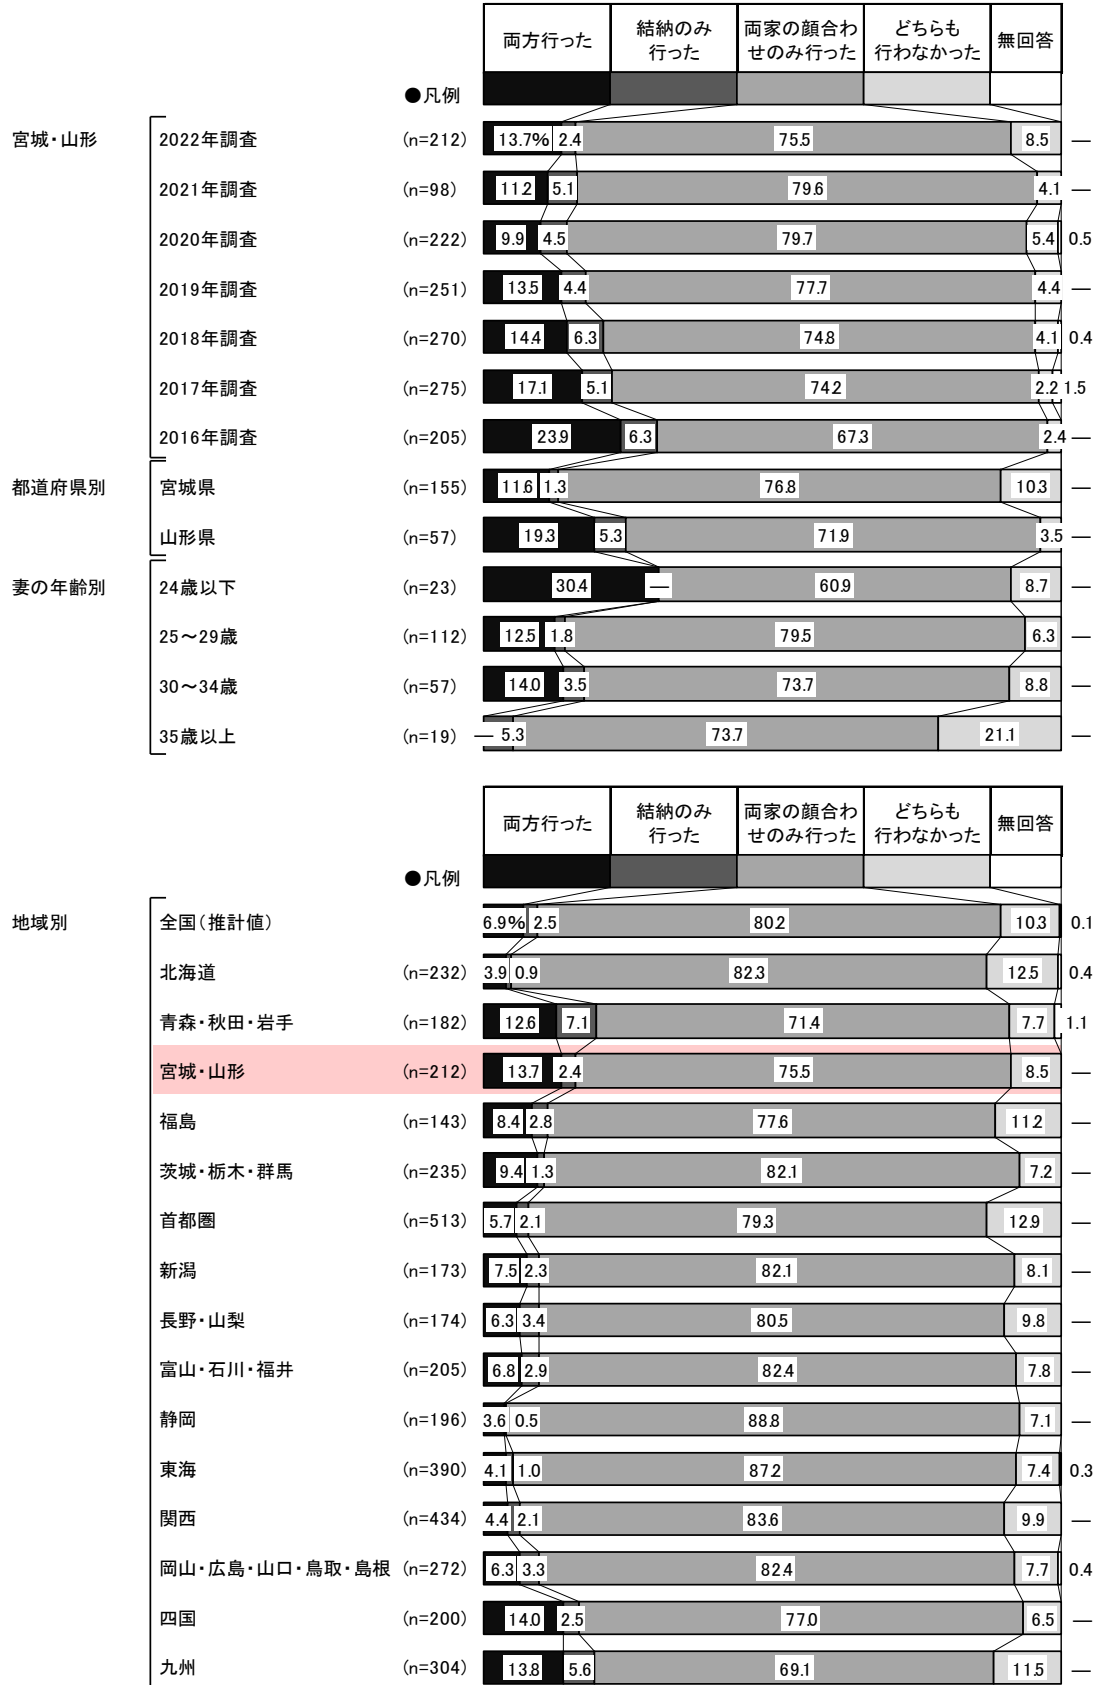 両方行った 結納のみ行った 両家の顔合わせのみ行った どちらも行わなかった 無回答
●凡例
宮城・山形 2022年調査 (n=212) 13.7% 2.4 75.5 8.5 —
2021年調査 (n=98) 11.2 5.1 79.6 4.1 —
2020年調査 (n=222) 9.9 4.5 79.7 5.4 0.5
2019年調査 (n=251) 13.5 4.4 77.7 4.4 —
2018年調査 (n=270) 14.4 6.3 74.8 4.1 0.4
2017年調査 (n=275) 17.1 5.1 74.2 2.2 1.5
2016年調査 (n=205) 23.9 6.3 67.3 2.4 —
都道府県別 宮城県 (n=155) 11.6 1.3 76.8 10.3 —
山形県 (n=57) 19.3 5.3 71.9 3.5 —
妻の年齢別 24歳以下 (n=23) 30.4 — 60.9 8.7 —
25～29歳 (n=112) 12.5 1.8 79.5 6.3 —
30～34歳 (n=57) 14.0 3.5 73.7 8.8 —
35歳以上 (n=19) — 5.3 73.7 21.1 —
両方行った 結納のみ行った 両家の顔合わせのみ行った どちらも行わなかった 無回答
●凡例
地域別 全国(推計値) 6.9% 2.5 80.2 10.3 0.1
北海道 (n=232) 3.9 0.9 82.3 12.5 0.4
青森・秋田・岩手 (n=182) 12.6 7.1 71.4 7.7 1.1
宮城・山形 (n=212) 13.7 2.4 75.5 8.5 —
福島 (n=143) 8.4 2.8 77.6 11.2 —
茨城・栃木・群馬 (n=235) 9.4 1.3 82.1 7.2 —
首都圏 (n=513) 5.7 2.1 79.3 12.9 —
新潟 (n=173) 7.5 2.3 82.1 8.1 —
長野・山梨 (n=174) 6.3 3.4 80.5 9.8 —
富山・石川・福井 (n=205) 6.8 2.9 82.4 7.8 —
静岡 (n=196) 3.6 0.5 88.8 7.1 —
東海 (n=390) 4.1 1.0 87.2 7.4 0.3
関西 (n=434) 4.4 2.1 83.6 9.9 —
岡山・広島・山口・鳥取・島根 (n=272) 6.3 3.3 82.4 7.7 0.4
四国 (n=200) 14.0 2.5 77.0 6.5 —
九州 (n=304) 13.8 5.6 69.1 11.5 —